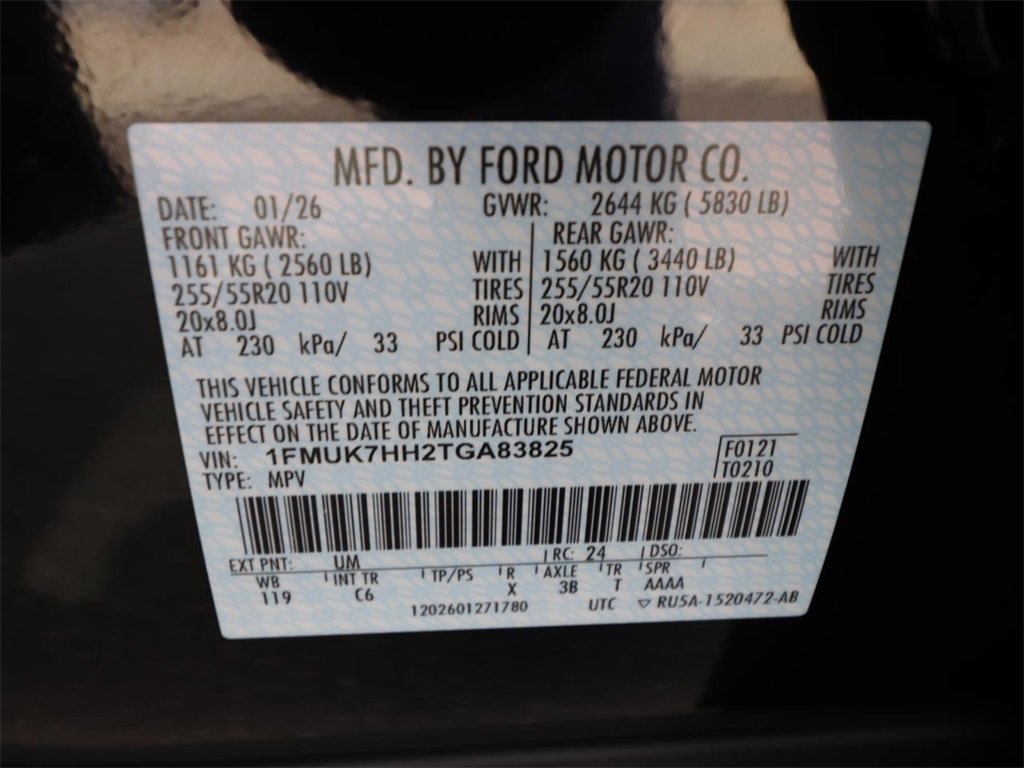 MFD. BY FORD MOTOR CO.
DATE: 01/26 GVWR: 2644 KG ( 5830 LB)
FRONT GAWR: REAR GAWR:
1161 KG ( 2560 LB) WITH 1560 KG ( 3440 LB) WITH
255/55R20 110V TIRES 255/55R20 110V TIRES
20x8.0J RIMS 20x8.0J RIMS
AT 230 kPa/ 33 PSI COLD AT 230 kPa/ 33 PSI COLD
THIS VEHICLE CONFORMS TO ALL APPLICABLE FEDERAL MOTOR
VEHICLE SAFETY AND THEFT PREVENTION STANDARDS IN
EFFECT ON THE DATE OF MANUFACTURE SHOWN ABOVE.
VIN: 1FMUK7HH2TGA83825 F0121
TYPE: MPV T0210
EXT PNT: UM RC: 24 DSO:
WB INT TR TP/PS R AXLE TR SPR
119 C6 X 3B T AAAA
1202601271780 UTC ▽ RU5A-1520472-AB